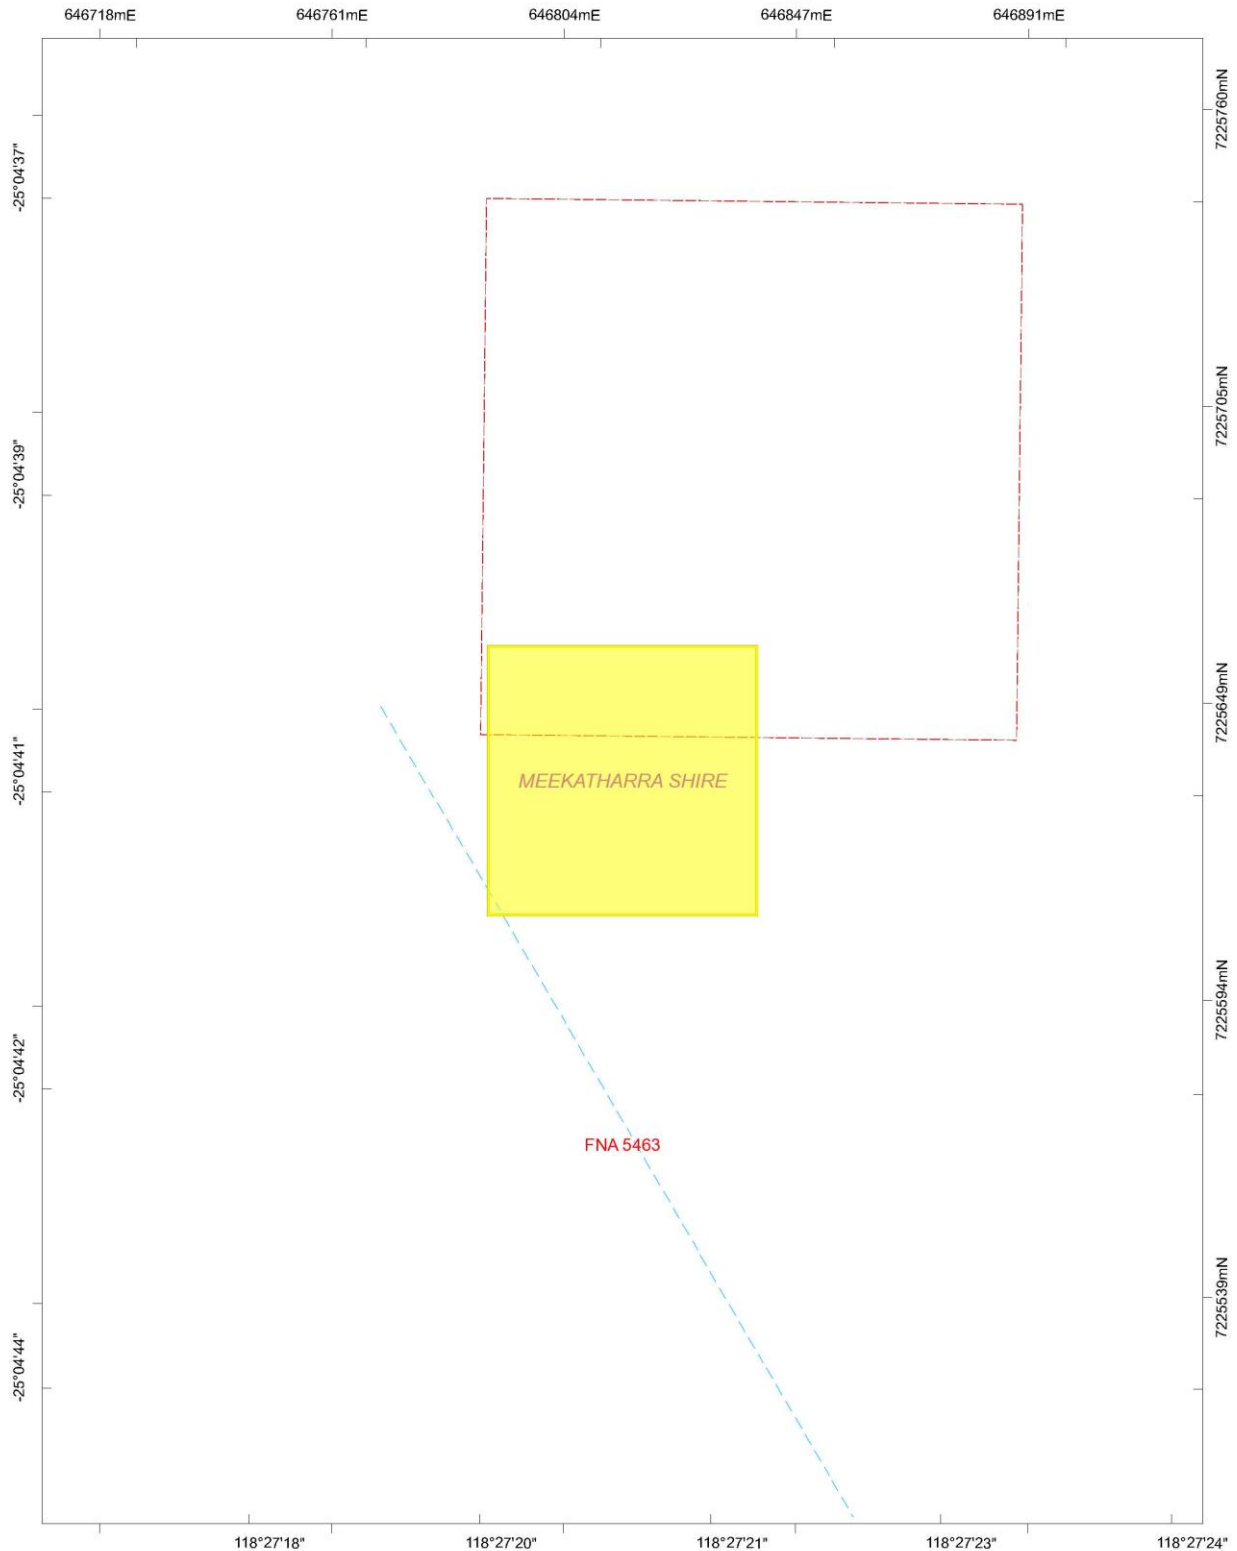 646718mE 646761mE 646804mE 646847mE 646891mE
7225760mN
-25°04'37"
7225705mN
-25°04'39"
7225649mN
-25°04'41"
MEEKATHARRA SHIRE
7225594mN
-25°04'42"
FNA 5463
7225539mN
-25°04'44"
118°27'18" 118°27'20" 118°27'21" 118°27'23" 118°27'24"